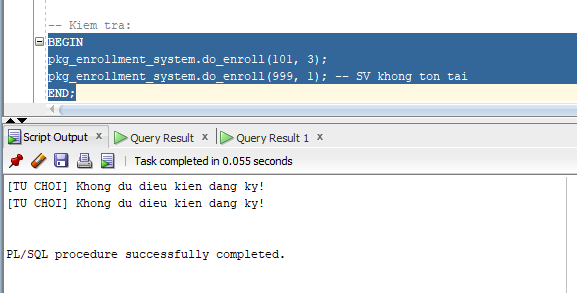 -- Kiem tra:
BEGIN
pkg_enrollment_system.do_enroll(101, 3);
pkg_enrollment_system.do_enroll(999, 1); -- SV khong ton tai
END;
Script Output x Query Result x Query Result 1 x
Task completed in 0.055 seconds
[TU CHOI] Khong du dieu kien dang ky!
[TU CHOI] Khong du dieu kien dang ky!
PL/SQL procedure successfully completed.